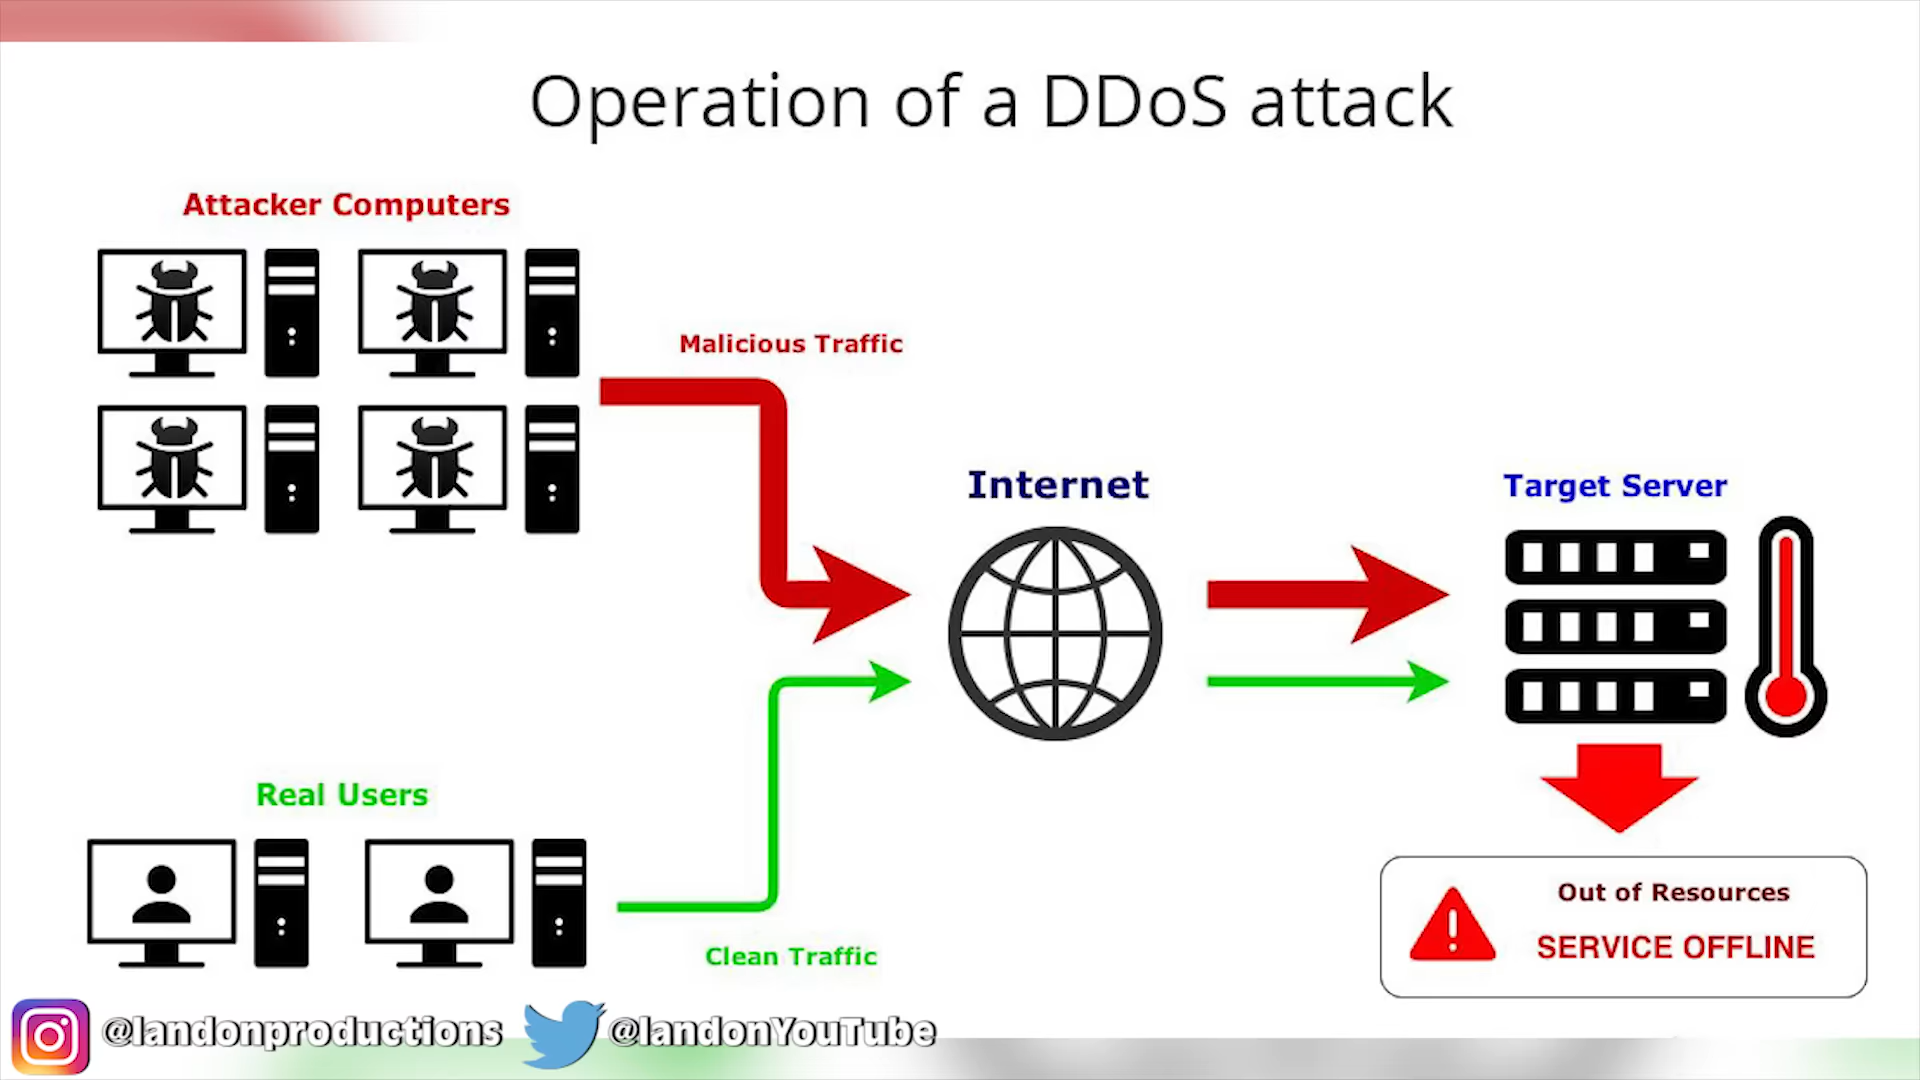 Operation of a DDoS attack
Attacker Computers
Malicious Traffic
Internet
Target Server
Real Users
Clean Traffic
Out of Resources
SERVICE OFFLINE
@landonproductions
@landonYouTube